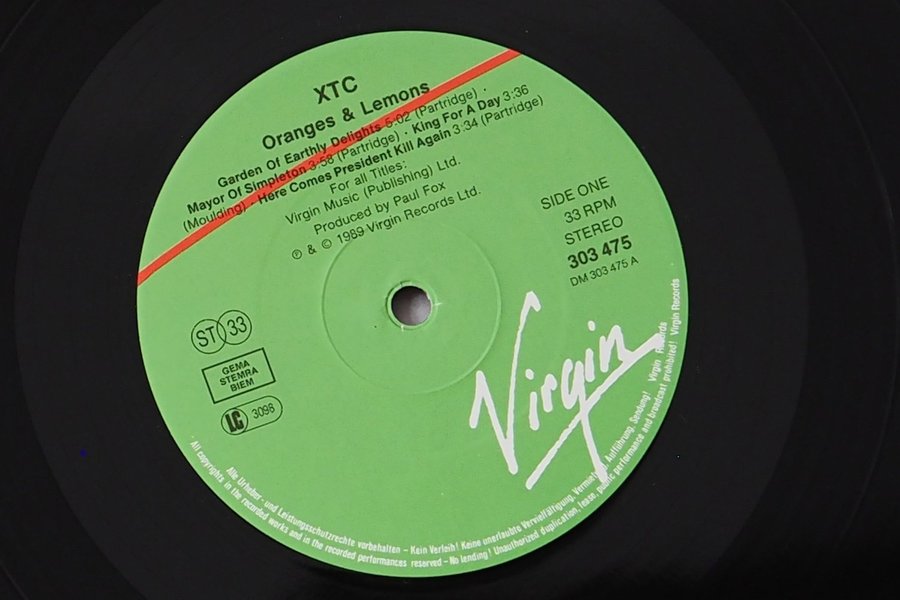 XTC
Oranges & Lemons
Garden Of Earthly Delights 5:02 (Partridge) ·
Mayor Of Simpleton 3:58 (Partridge) · King For A Day 3:36
(Moulding) · Here Comes President Kill Again 3:34 (Partridge)
For all Titles:
Virgin Music (Publishing) Ltd.
Produced by Paul Fox
℗ & © 1989 Virgin Records Ltd.
SIDE ONE
33 RPM
STEREO
303 475
DM 303 475 A
ST 33
GEMA
STEMRA
BIEM
LC 3098
Virgin
Alle Urheber- und Leistungsschutzrechte vorbehalten – Kein Verleih! Keine unerlaubte Vervielfältigung, Vermietung, Aufführung, Sendung! Virgin Records
All copyrights in the recorded works and in the recorded performances reserved – No lending! Unauthorized duplication, lease, public performance and broadcast prohibited! Virgin Records